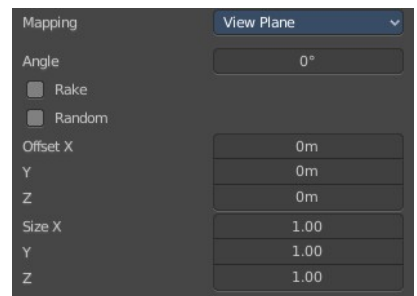 Mapping View Plane
Angle 0°
Rake
Random
Offset X 0m
Y 0m
Z 0m
Size X 1.00
Y 1.00
Z 1.00